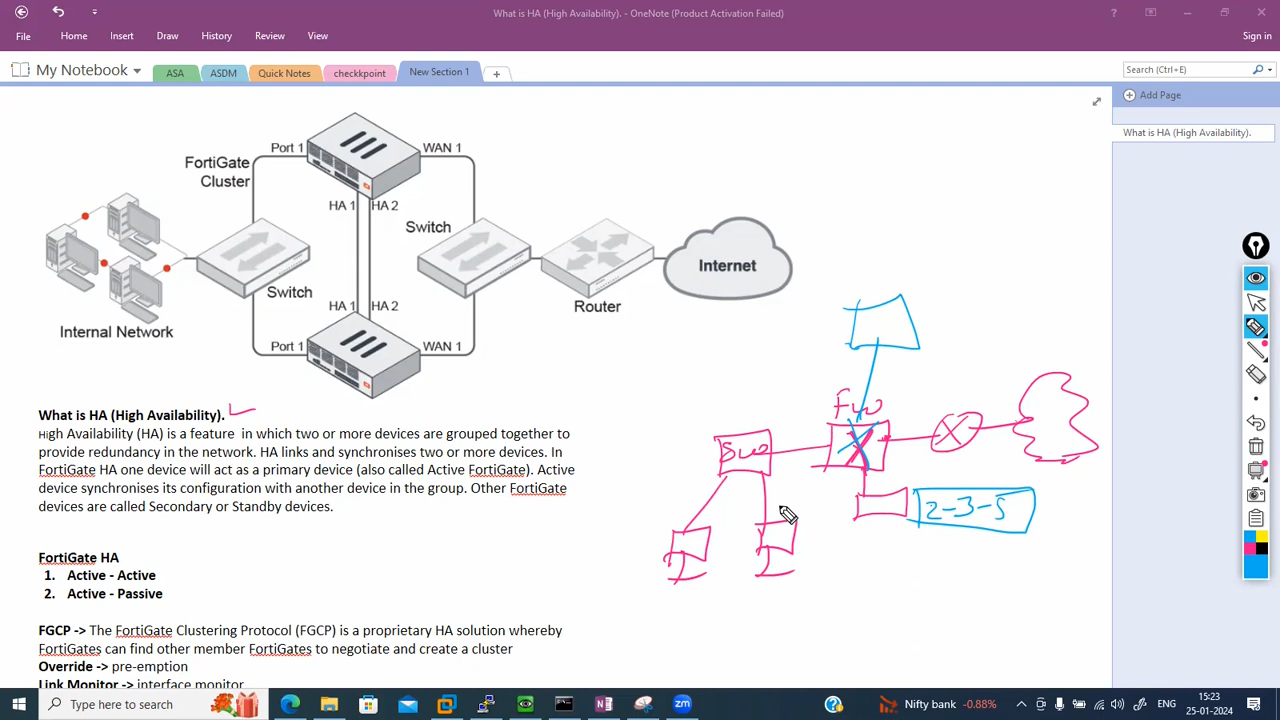 What is HA (High Availability). - OneNote (Product Activation Failed)
?
File
Home
Insert
Draw
History
Review
View
Sign in
My Notebook
ASA
ASDM
Quick Notes
checkkpoint
New Section 1
Search (Ctrl+E)
Add Page
What is HA (High Availability).
Port 1
WAN 1
FortiGate
Cluster
HA 1
HA 2
Switch
Internet
Switch
HA 1
HA 2
Router
Internal Network
Port 1
WAN 1
FW
SW
2-3-5
What is HA (High Availability).
High Availability (HA) is a feature in which two or more devices are grouped together to
provide redundancy in the network. HA links and synchronises two or more devices. In
FortiGate HA one device will act as a primary device (also called Active FortiGate). Active
device synchronises its configuration with another device in the group. Other FortiGate
devices are called Secondary or Standby devices.
FortiGate HA
1. Active - Active
2. Active - Passive
FGCP -> The FortiGate Clustering Protocol (FGCP) is a proprietary HA solution whereby
FortiGates can find other member FortiGates to negotiate and create a cluster
Override -> pre-emption
Link Monitor -> interface monitor
Type here to search
zm
?
Nifty bank -0.88%
ENG
15:23
25-01-2024